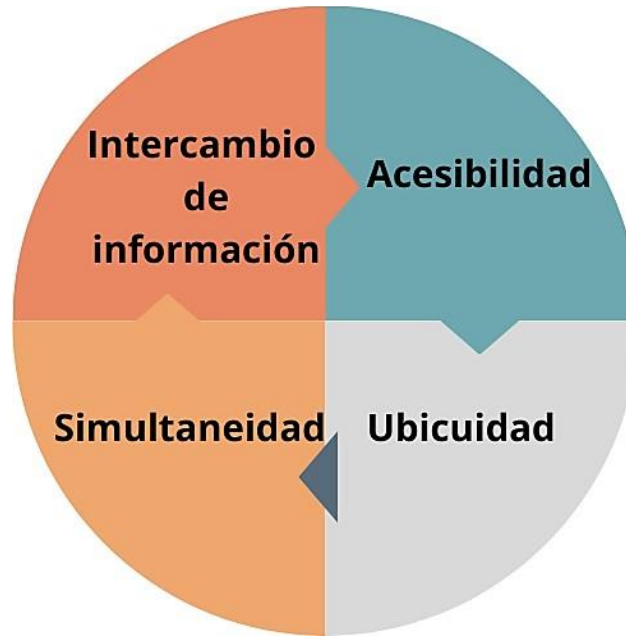 Intercambio
de
información
Acesibilidad
Simultaneidad
Ubicuidad